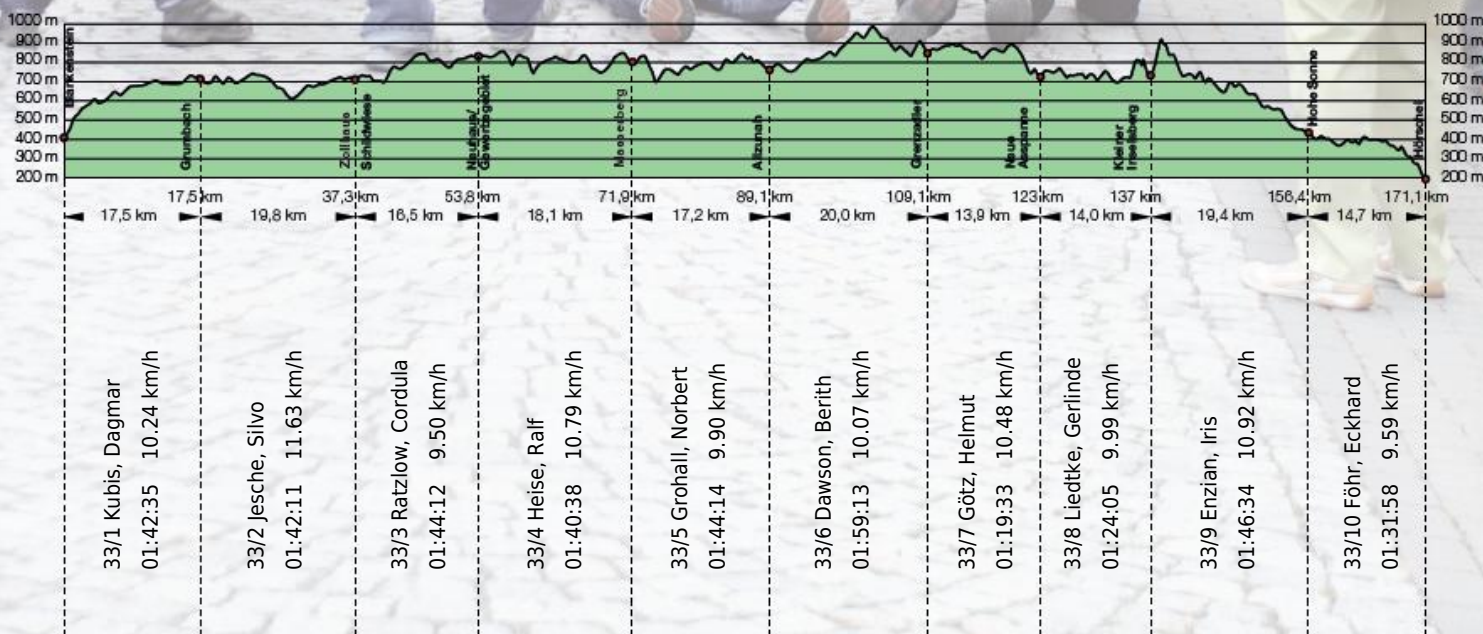 1000 m
900 m
800 m
700 m
600 m
500 m
400 m
300 m
200 m
1000 m
900 m
800 m
700 m
600 m
500 m
400 m
300 m
200 m
Blankenstein
Grumbach
Zollhaus
Schildwiese
Neuhaus/
Masserberg
Allzunah
Grenzadler
Neue
Ausspanne
Kleiner
Inselsberg
Hohe Sonne
Hörschel
17,5 km
37,3 km
53,8 km
71,9 km
89,1 km
109,1 km
123 km
137 km
156,4 km
171,1 km
17,5 km
19,8 km
16,5 km
18,1 km
17,2 km
20,0 km
13,9 km
14,0 km
19,4 km
14,7 km
33/1 Kubis, Dagmar
01:42:35 10.24 km/h
33/2 Jesche, Silvo
01:42:11 11.63 km/h
33/3 Ratzlow, Cordula
01:44:12 9.50 km/h
33/4 Heise, Ralf
01:40:38 10.79 km/h
33/5 Grohall, Norbert
01:44:14 9.90 km/h
33/6 Dawson, Berith
01:59:13 10.07 km/h
33/7 Götz, Helmut
01:19:33 10.48 km/h
33/8 Liedtke, Gerlinde
01:24:05 9.99 km/h
33/9 Enzian, Iris
01:46:34 10.92 km/h
33/10 Föhr, Eckhard
01:31:58 9.59 km/h